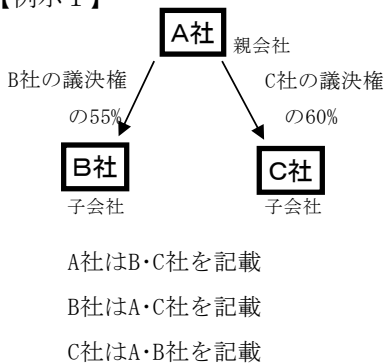 【例示１】
A社
親会社
B社の議決権
の55%
C社の議決権
の60%
B社
C社
子会社
子会社
A社はB・C社を記載
B社はA・C社を記載
C社はA・B社を記載